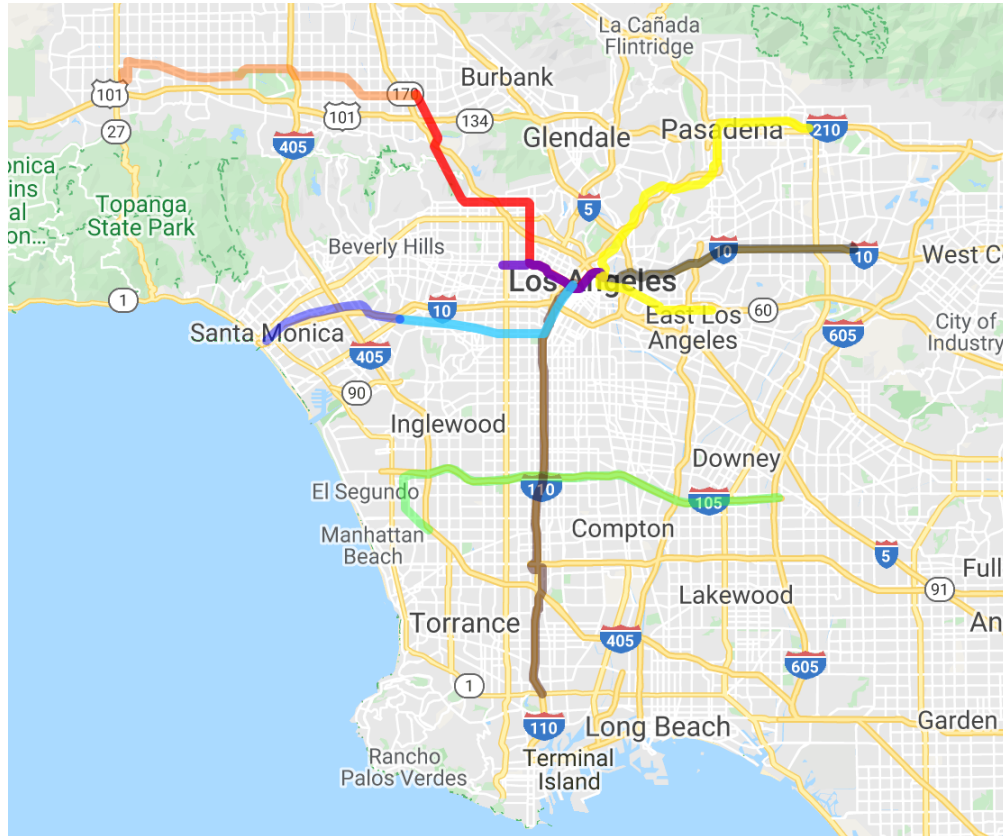 La Cañada
Flintridge
Burbank
101
170
101
134
27
405
Glendale
Pasadena
210
onica
ins
al
on...
Topanga
State Park
5
Beverly Hills
10
10
West Co
Los Angeles
1
10
60
East Los
Angeles
605
City of
Industry
Santa Monica
405
90
Inglewood
Downey
El Segundo
110
105
Manhattan
Beach
Compton
5
Full
91
Lakewood
An
Torrance
405
605
1
110
Long Beach
Garden
Rancho
Palos Verdes
Terminal
Island